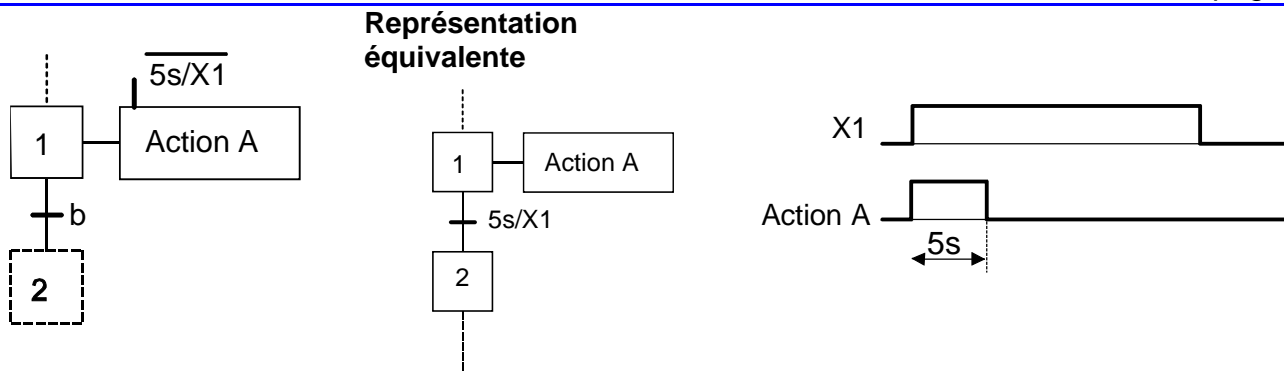 Représentation
équivalente
5s/X1
1
Action A
b
2
1
Action A
5s/X1
2
X1
Action A
5s